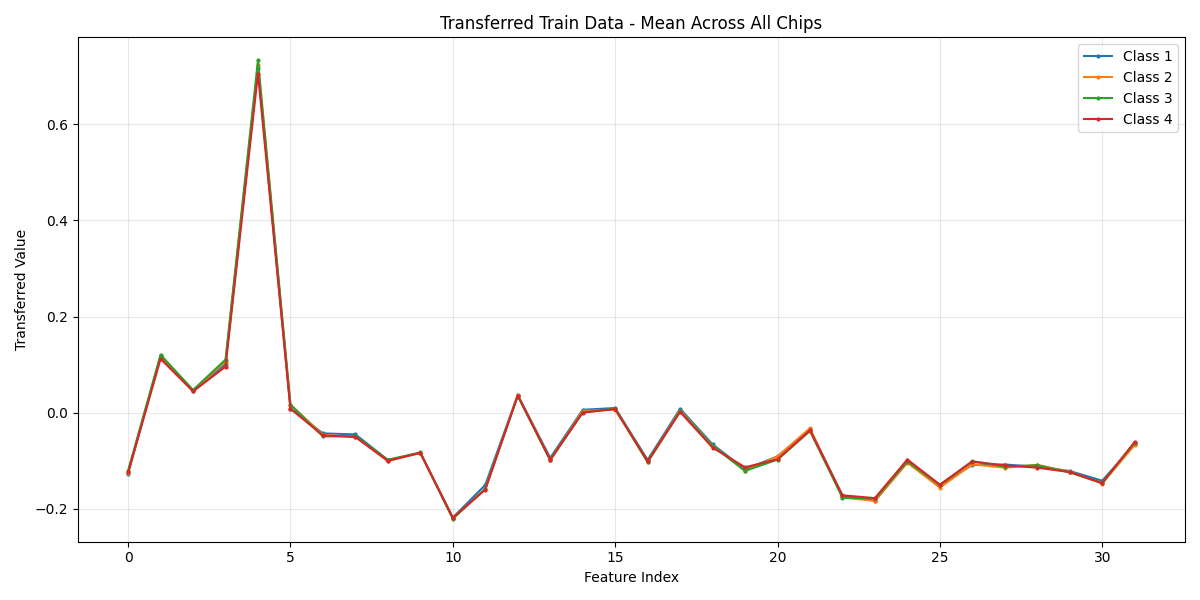 Transferred Train Data - Mean Across All Chips
Class 1
Class 2
Class 3
Class 4
Transferred Value
0.6
0.4
0.2
0.0
−0.2
0 5 10 15 20 25 30
Feature Index